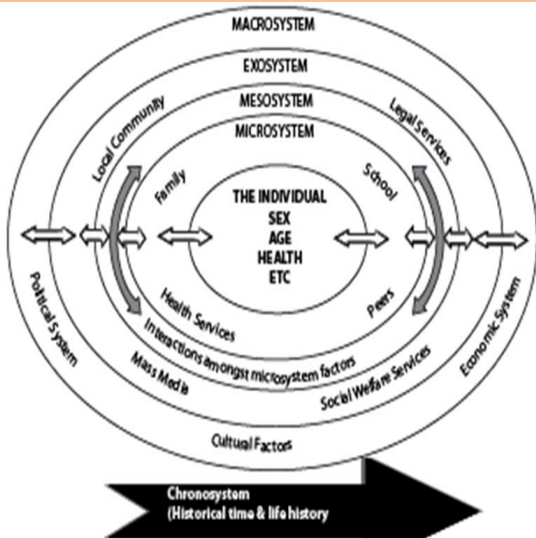 MACROSYSTEM
EXOSYSTEM
MESOSYSTEM
MICROSYSTEM
Local Community
Legal Services
Family
School
THE INDIVIDUAL
SEX
AGE
HEALTH
ETC
Health Services
Peers
Interactions amongst microsystem factors
Mass Media
Social Welfare Services
Political System
Economic System
Cultural Factors
Chronosystem
(Historical time & life history